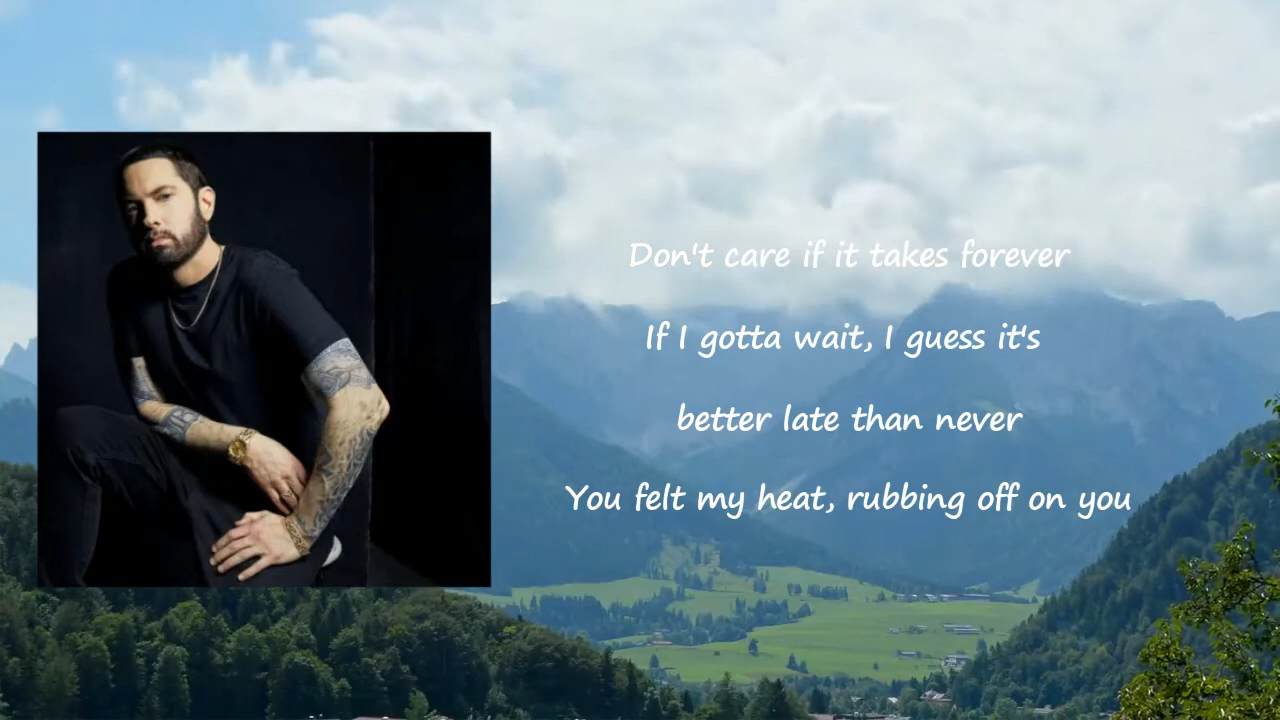 Don't care if it takes forever
If I gotta wait, I guess it's
better late than never
You felt my heat, rubbing off on you